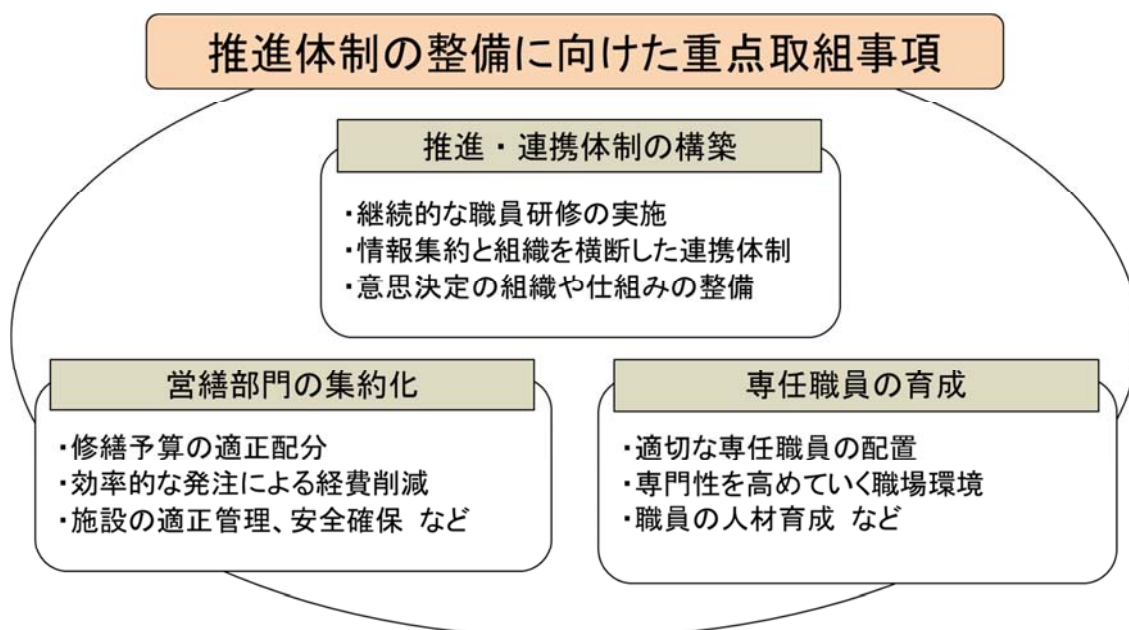 推進体制の整備に向けた重点取組事項
推進・連携体制の構築
・継続的な職員研修の実施
・情報集約と組織を横断した連携体制
・意思決定の組織や仕組みの整備
営繕部門の集約化
・修繕予算の適正配分
・効率的な発注による経費削減
・施設の適正管理、安全確保 など
専任職員の育成
・適切な専任職員の配置
・専門性を高めていく職場環境
・職員の人材育成 など